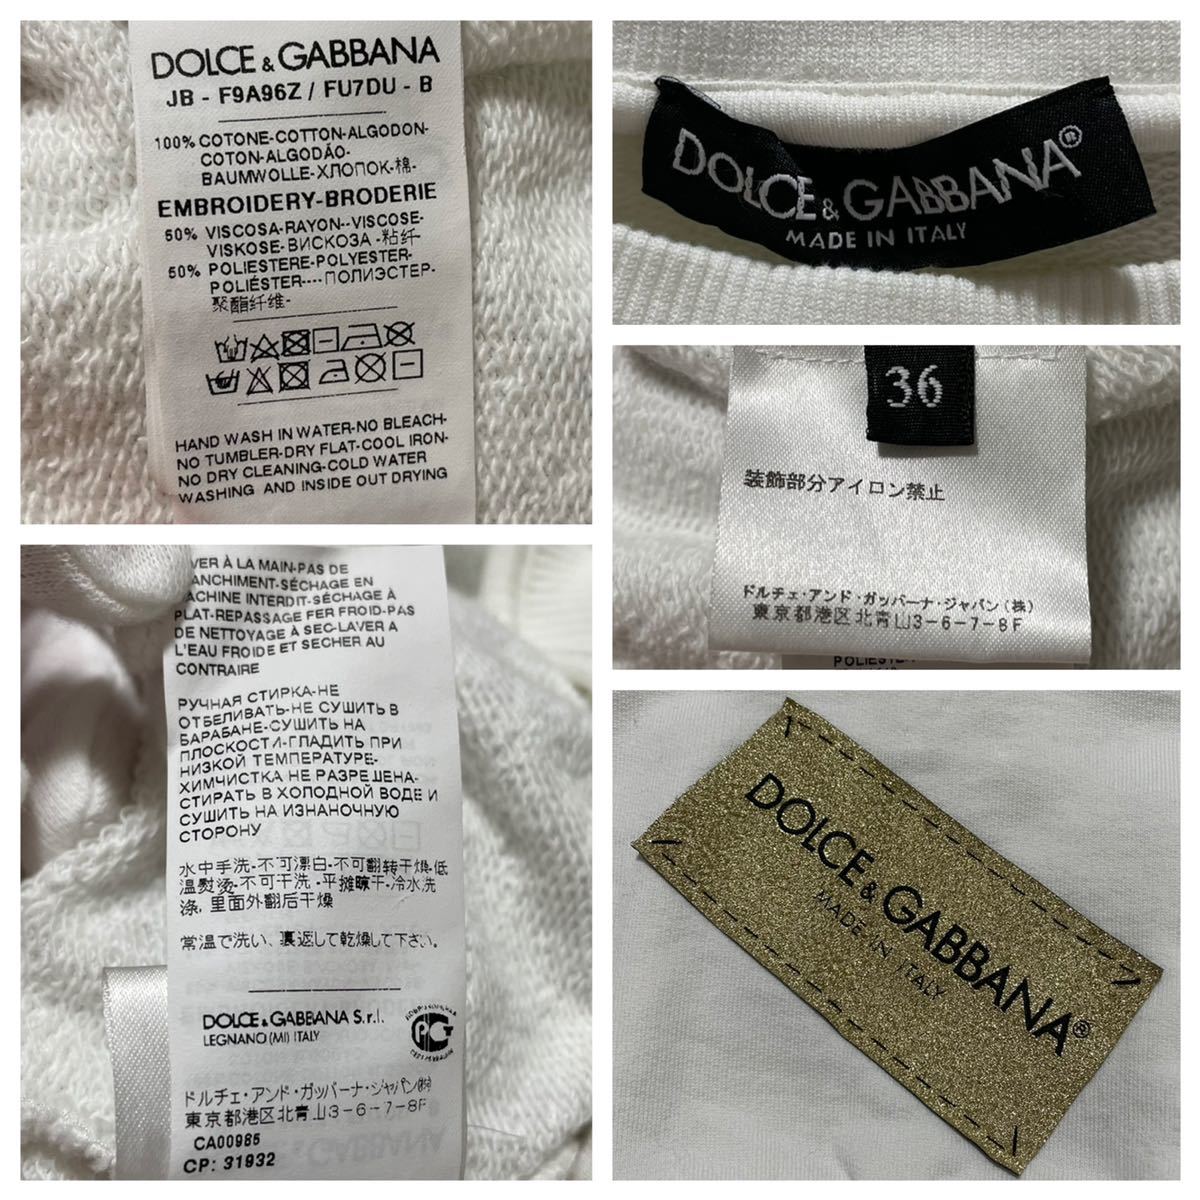 DOLCE & GABBANA
JB - F9A96Z / FU7DU - B
100% COTONE-COTTON-ALGODON-
COTON-ALGODÃO-
BAUMWOLLE-ХЛОПОК-棉-
EMBROIDERY-BRODERIE
50% VISCOSA-RAYON--VISCOSE-
VISKOSE-ВИСКОЗА -粘纤-
50% POLIESTERE-POLYESTER-
POLIÉSTER----ПОЛИЭСТЕР-
聚酯纤维-
HAND WASH IN WATER-NO BLEACH-
NO TUMBLER-DRY FLAT-COOL IRON-
NO DRY CLEANING-COLD WATER
WASHING AND INSIDE OUT DRYING
DOLCE & GABBANA®
MADE IN ITALY
36
装飾部分アイロン禁止
ドルチェ・アンド・ガッバーナ・ジャパン(株)
東京都港区北青山3-6-7-8F
VER À LA MAIN-PAS DE
ANCHIMENT-SÉCHAGE EN
ACHINE INTERDIT-SÉCHAGE À
PLAT-REPASSAGE FER FROID-PAS
DE NETTOYAGE À SEC-LAVER A
L'EAU FROIDE ET SECHER AU
CONTRAIRE
РУЧНАЯ СТИРКА-НЕ
ОТБЕЛИВАТЬ-НЕ СУШИТЬ В
БАРАБАНЕ-СУШИТЬ НА
ПЛОСКОСТИ-ГЛАДИТЬ ПРИ
НИЗКОЙ ТЕМПЕРАТУРЕ-
ХИМЧИСТКА НЕ РАЗРЕШЕНА-
СТИРАТЬ В ХОЛОДНОЙ ВОДЕ И
СУШИТЬ НА ИЗНАНОЧНУЮ
СТОРОНУ
水中手洗-不可漂白-不可翻转干燥-低
温熨烫-不可干洗-平摊晾干-冷水洗
涤,里面外翻后干燥
常温で洗い、裏返して乾燥して下さい。
DOLCE & GABBANA S.r.l.
LEGNANO (MI) ITALY
ドルチェ・アンド・ガッバーナ・ジャパン(株)
東京都港区北青山3-6-7-8F
CA00985
CP: 31932
DOLCE & GABBANA®
MADE IN ITALY